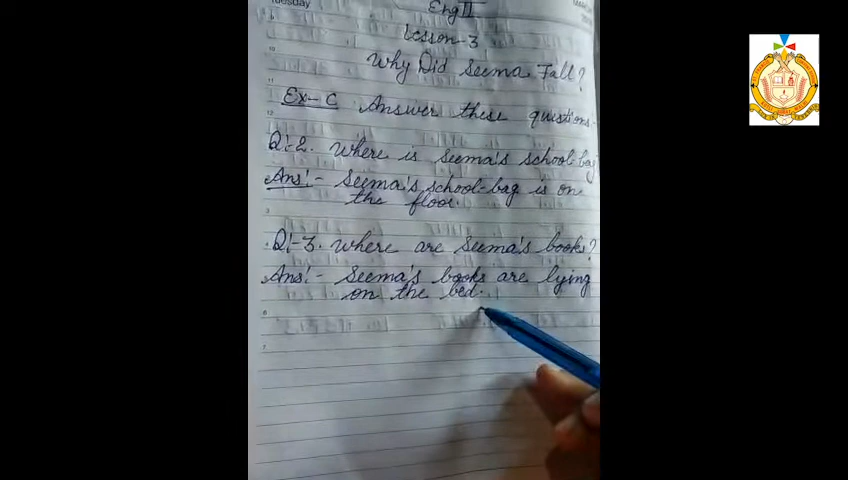 Tuesday
Eng II
Lesson-3
Why Did Seema Fall?
Ex-C Answer these questions-
Q:-2. Where is Seema's school-bag
Ans:- Seema's school-bag is on
the floor.
Q:-3. Where are Seema's books?
Ans:- Seema's books are lying
on the bed.